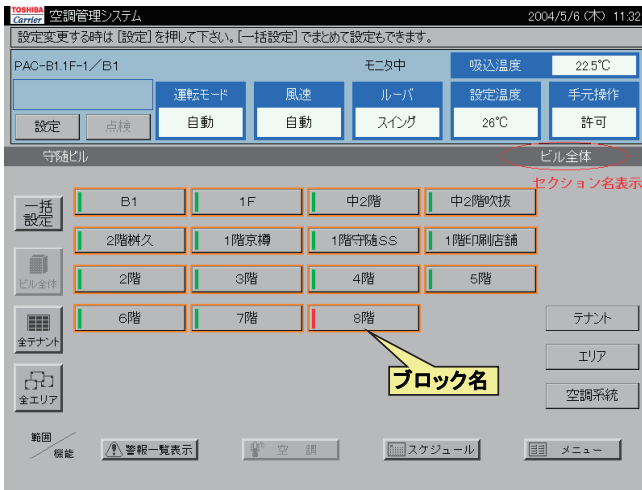 TOSHIBA
Carrier 空調管理システム 2004/5/6 (木) 11:32
設定変更する時は [設定] を押して下さい。[一括設定] でまとめて設定もできます。
PAC-B1.1F-1／B1 モニタ中 吸込温度 22.5℃
運転モード 風速 ルーバ 設定温度 手元操作
設定 点検 自動 自動 スイング 26℃ 許可
守随ビル ビル全体
セクション名表示
一括設定 B1 1F 中2階 中2階吹抜
2階桝久 1階京樽 1階守随SS 1階印刷店舗
ビル全体 2階 3階 4階 5階
全テナント 6階 7階 8階 テナント
エリア
ブロック名
全エリア 空調系統
範囲／機能 警報一覧表示 空調 スケジュール メニュー